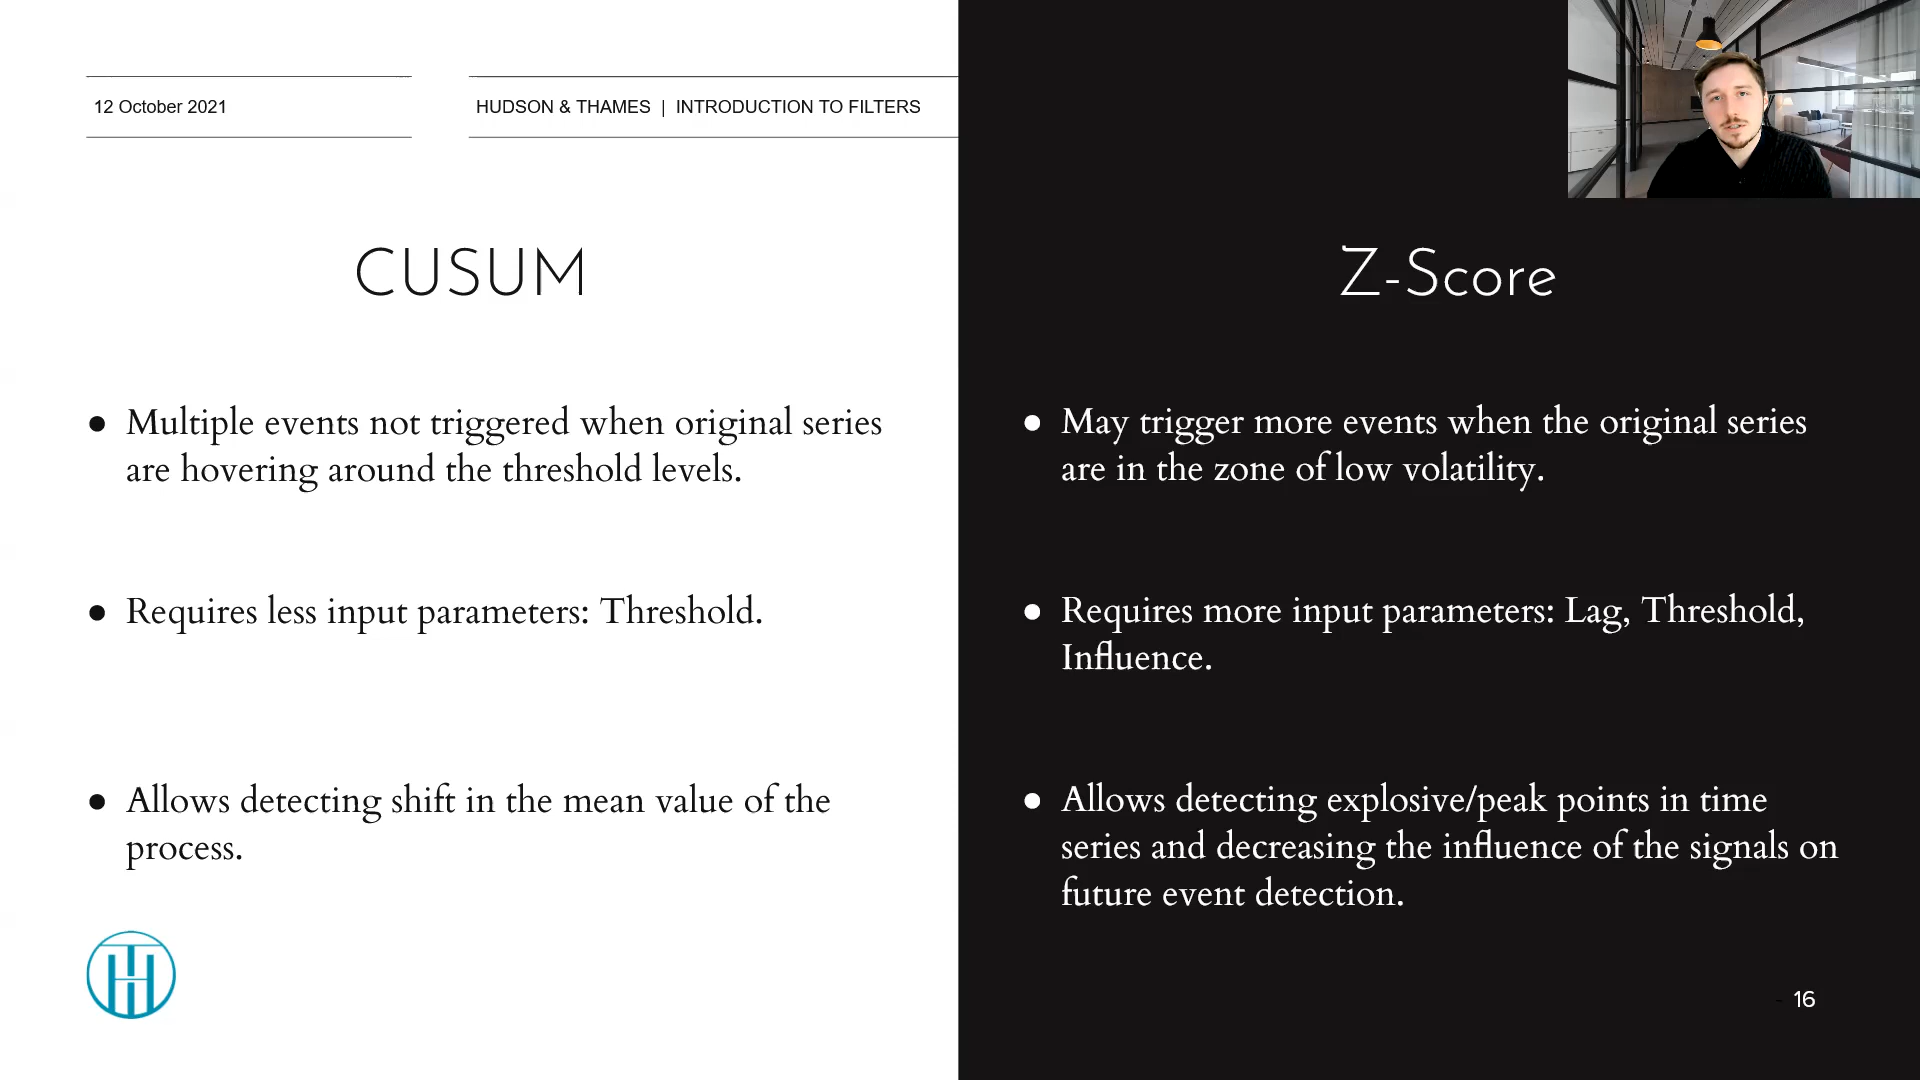 12 October 2021
HUDSON & THAMES | INTRODUCTION TO FILTERS
CUSUM
● Multiple events not triggered when original series
are hovering around the threshold levels.
● Requires less input parameters: Threshold.
● Allows detecting shift in the mean value of the
process.
Z-Score
● May trigger more events when the original series
are in the zone of low volatility.
● Requires more input parameters: Lag, Threshold,
Influence.
● Allows detecting explosive/peak points in time
series and decreasing the influence of the signals on
future event detection.
16